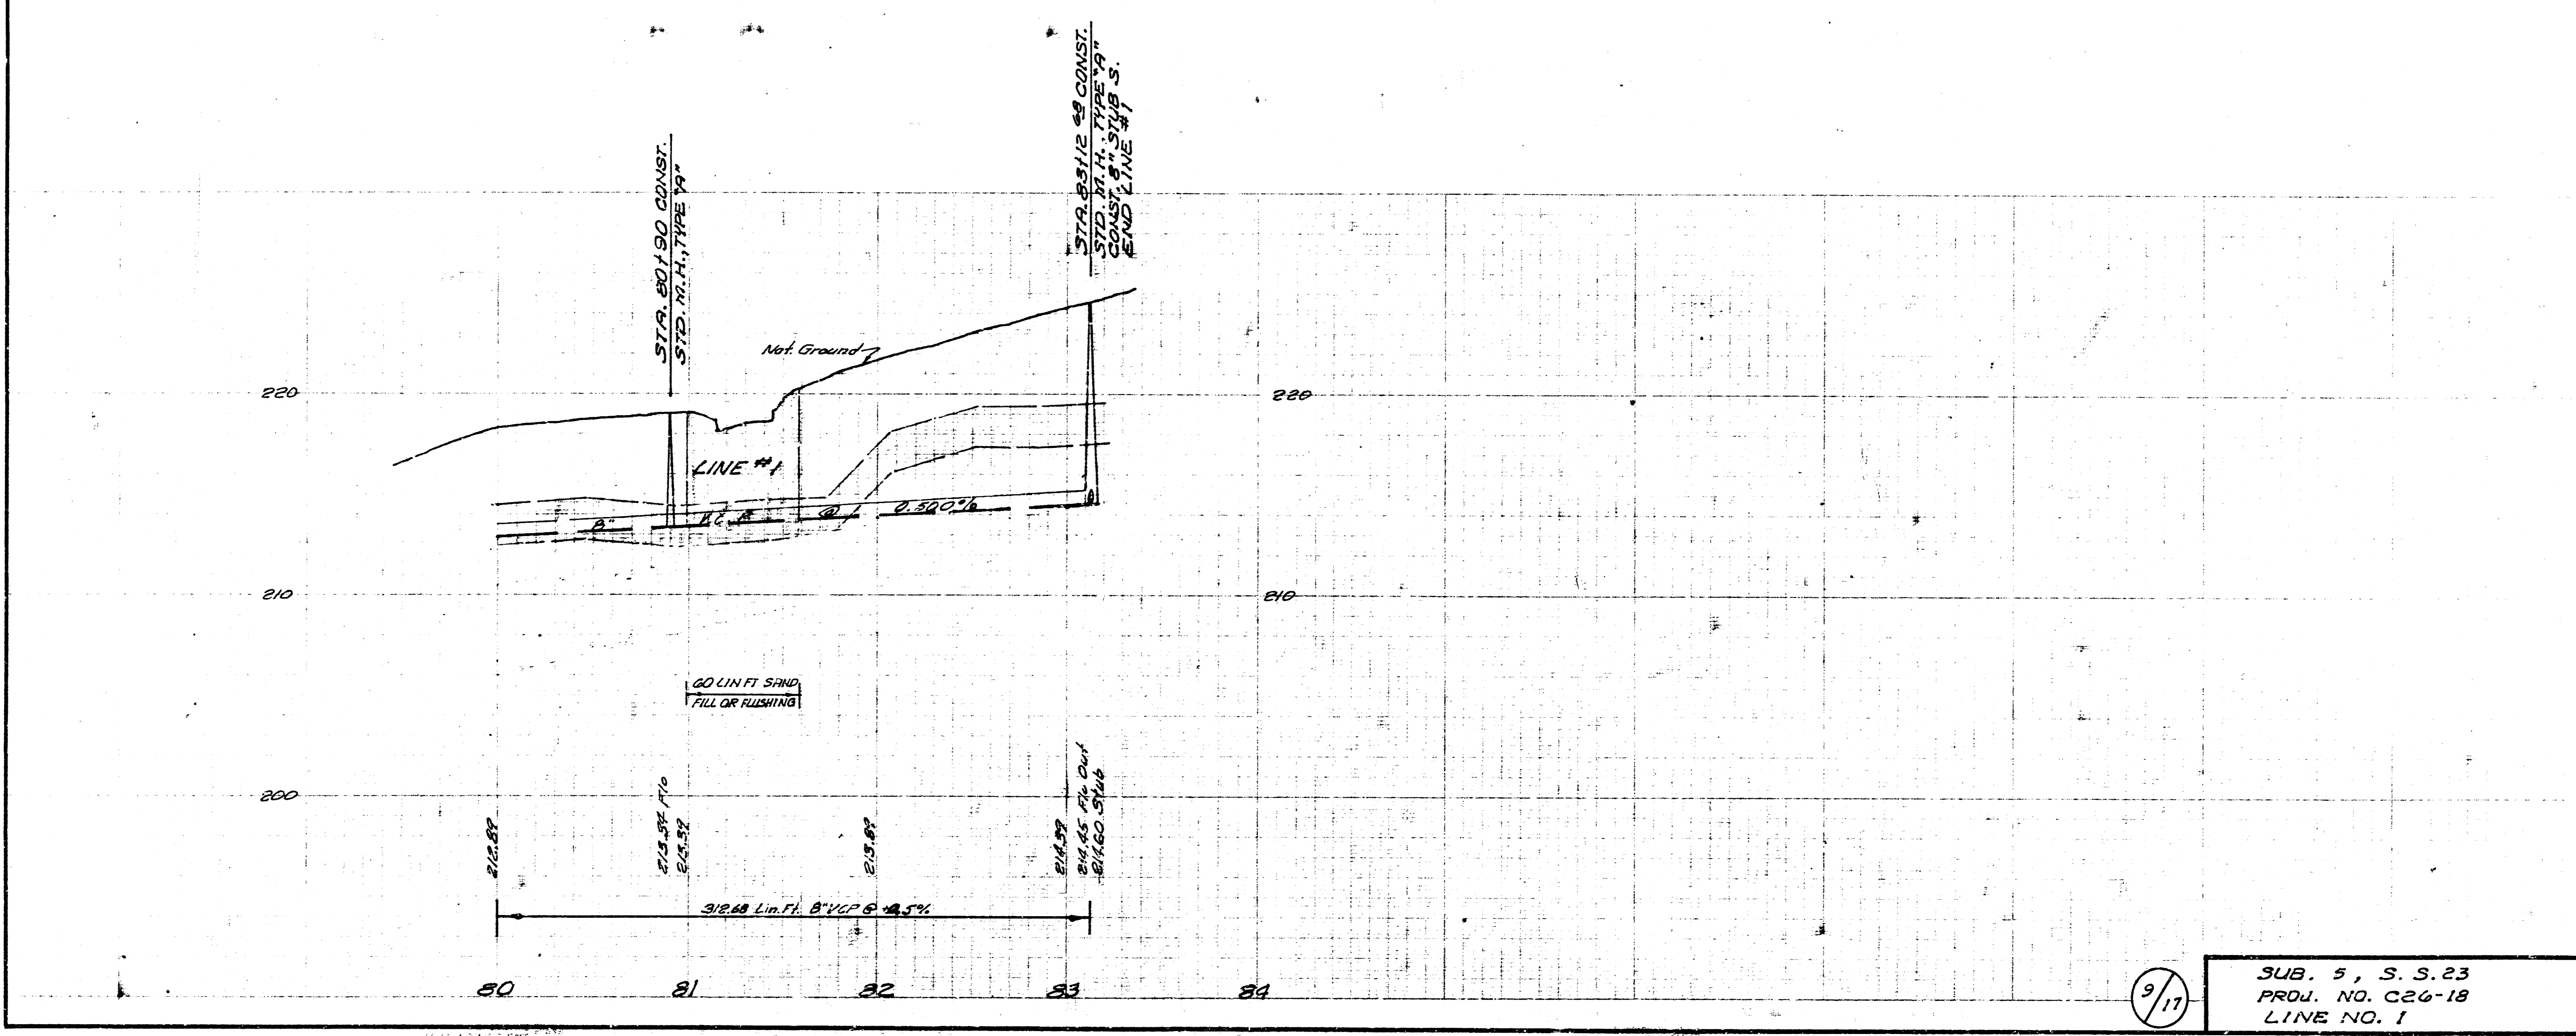 STA. 80+90 CONST.
STD. M.H., TYPE "A"
STA. 83+12 68 CONST.
STD. M.H., TYPE "A"
CONST. 8" STUB S.
END LINE #1
Nat. Ground
220
220
LINE #1
8" V.C.P. @ 0.500%
210
210
60 LIN FT SAND
FILL OR FLUSHING
200
212.89
213.34 Flo
213.39
213.89
214.39
214.45 Flo Out
214.60 Stub
312.68 Lin. Ft. 8" VCP @ +0.5%
80 81 82 83 84
9/17
SUB. 5, S.S.23
PROJ. NO. C26-18
LINE NO. 1